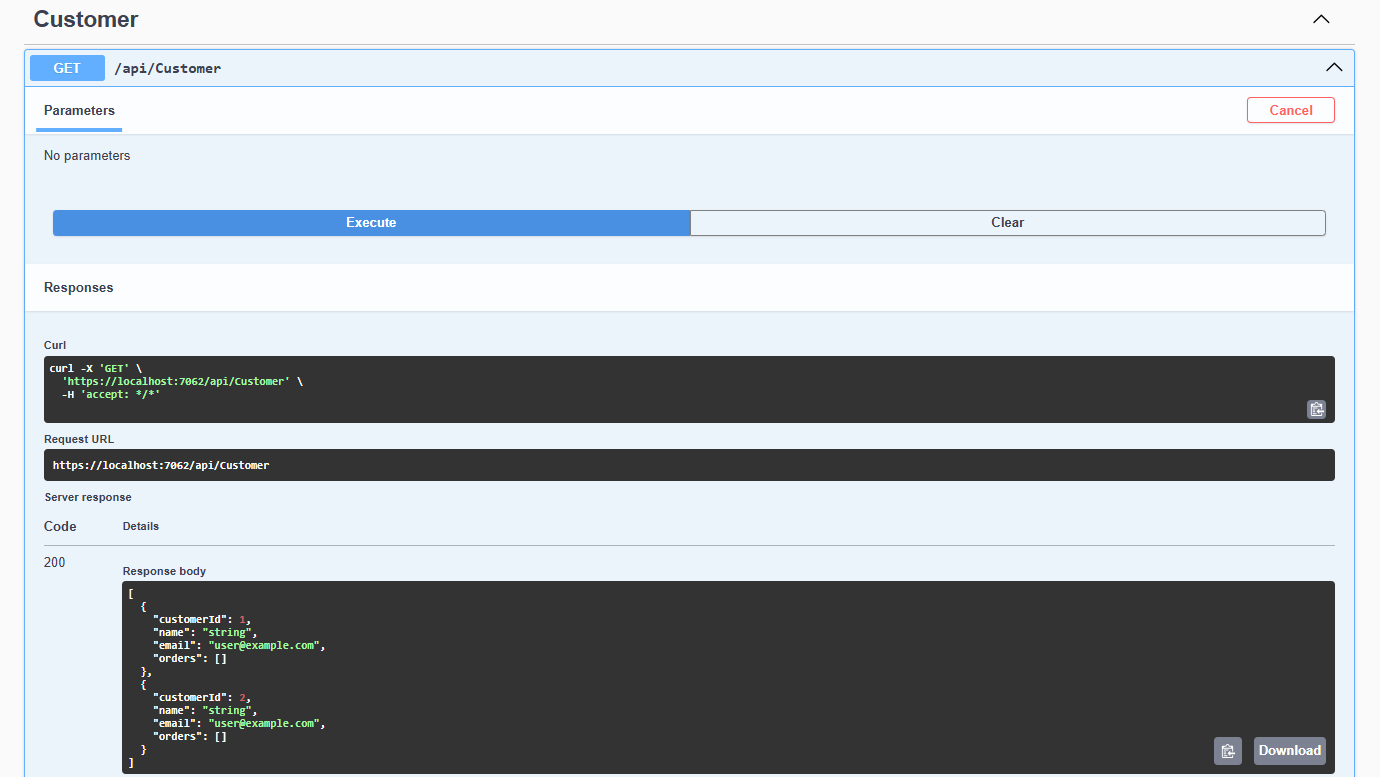 Customer
GET /api/Customer
Parameters
Cancel
No parameters
Execute
Clear
Responses
Curl
curl -X 'GET' \
  'https://localhost:7062/api/Customer' \
  -H 'accept: */*'
Request URL
https://localhost:7062/api/Customer
Server response
Code Details
200
Response body
[
  {
    "customerId": 1,
    "name": "string",
    "email": "user@example.com",
    "orders": []
  },
  {
    "customerId": 2,
    "name": "string",
    "email": "user@example.com",
    "orders": []
  }
]
Download